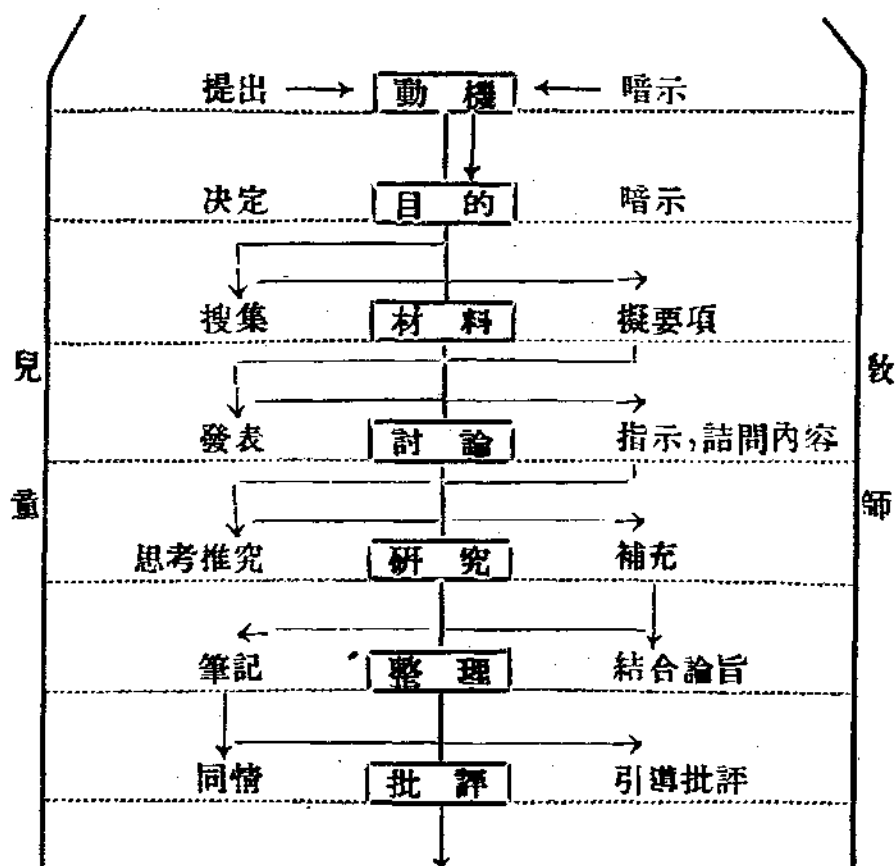 提出 動機 暗示
决定 目的 暗示
搜集 材料 擬要項
發表 討論 指示,詰問內容
思考推究 研究 補充
筆記 整理 結合論旨
同情 批評 引導批評
兒童
教師